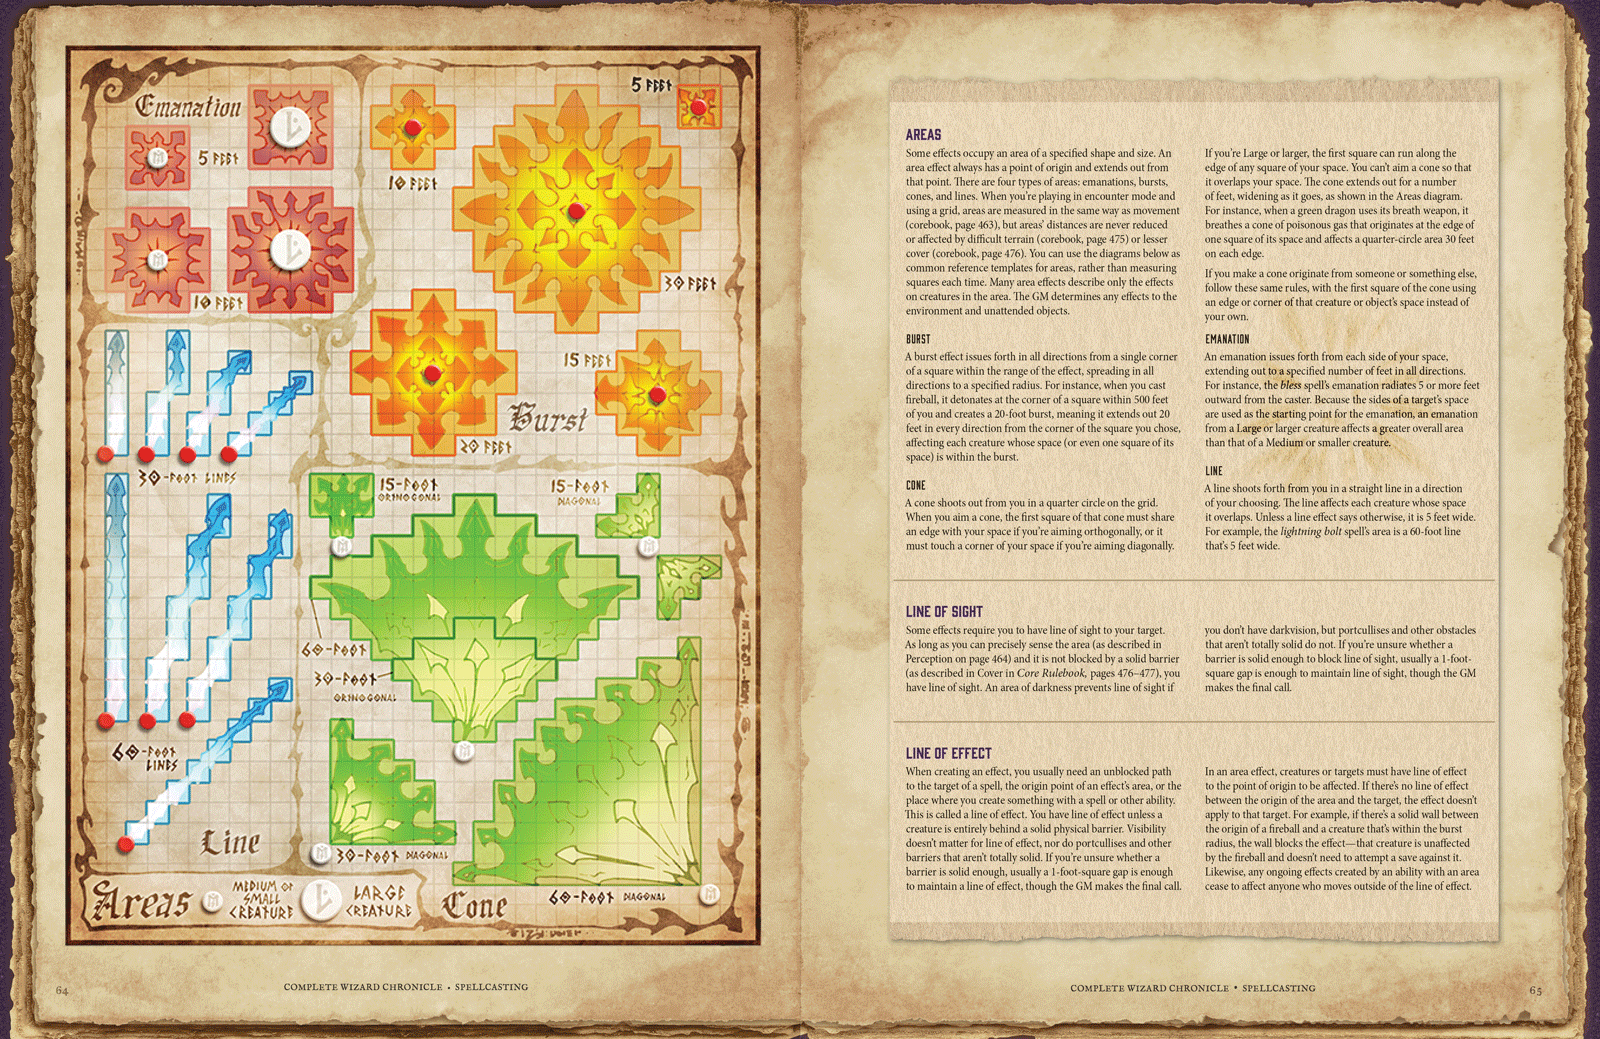 Emanation
5 FEET
10 FEET
10 FEET
5 FEET
30 FEET
15 FEET
20 FEET
Burst
30-FOOT LINES
60-FOOT
LINES
Line
15-FOOT
ORTHOGONAL
15-FOOT
DIAGONAL
60-FOOT
30-FOOT
ORTHOGONAL
30-FOOT DIAGONAL
60-FOOT DIAGONAL
Cone
Areas
MEDIUM OR
SMALL
CREATURE
LARGE
CREATURE
64
COMPLETE WIZARD CHRONICLE • SPELLCASTING
AREAS
Some effects occupy an area of a specified shape and size. An
area effect always has a point of origin and extends out from
that point. There are four types of areas: emanations, bursts,
cones, and lines. When you're playing in encounter mode and
using a grid, areas are measured in the same way as movement
(corebook, page 463), but areas' distances are never reduced
or affected by difficult terrain (corebook, page 475) or lesser
cover (corebook, page 476). You can use the diagrams below as
common reference templates for areas, rather than measuring
squares each time. Many area effects describe only the effects
on creatures in the area. The GM determines any effects to the
environment and unattended objects.
BURST
A burst effect issues forth in all directions from a single corner
of a square within the range of the effect, spreading in all
directions to a specified radius. For instance, when you cast
fireball, it detonates at the corner of a square within 500 feet
of you and creates a 20-foot burst, meaning it extends out 20
feet in every direction from the corner of the square you chose,
affecting each creature whose space (or even one square of its
space) is within the burst.
CONE
A cone shoots out from you in a quarter circle on the grid.
When you aim a cone, the first square of that cone must share
an edge with your space if you're aiming orthogonally, or it
must touch a corner of your space if you're aiming diagonally.
If you're Large or larger, the first square can run along the
edge of any square of your space. You can't aim a cone so that
it overlaps your space. The cone extends out for a number
of feet, widening as it goes, as shown in the Areas diagram.
For instance, when a green dragon uses its breath weapon, it
breathes a cone of poisonous gas that originates at the edge of
one square of its space and affects a quarter-circle area 30 feet
on each edge.
If you make a cone originate from someone or something else,
follow these same rules, with the first square of the cone using
an edge or corner of that creature or object's space instead of
your own.
EMANATION
An emanation issues forth from each side of your space,
extending out to a specified number of feet in all directions.
For instance, the bless spell's emanation radiates 5 or more feet
outward from the caster. Because the sides of a target's space
are used as the starting point for the emanation, an emanation
from a Large or larger creature affects a greater overall area
than that of a Medium or smaller creature.
LINE
A line shoots forth from you in a straight line in a direction
of your choosing. The line affects each creature whose space
it overlaps. Unless a line effect says otherwise, it is 5 feet wide.
For example, the lightning bolt spell's area is a 60-foot line
that's 5 feet wide.
LINE OF SIGHT
Some effects require you to have line of sight to your target.
As long as you can precisely sense the area (as described in
Perception on page 464) and it is not blocked by a solid barrier
(as described in Cover in Core Rulebook, pages 476–477), you
have line of sight. An area of darkness prevents line of sight if
you don't have darkvision, but portcullises and other obstacles
that aren't totally solid do not. If you're unsure whether a
barrier is solid enough to block line of sight, usually a 1-foot-
square gap is enough to maintain line of sight, though the GM
makes the final call.
LINE OF EFFECT
When creating an effect, you usually need an unblocked path
to the target of a spell, the origin point of an effect's area, or the
place where you create something with a spell or other ability.
This is called a line of effect. You have line of effect unless a
creature is entirely behind a solid physical barrier. Visibility
doesn't matter for line of effect, nor do portcullises and other
barriers that aren't totally solid. If you're unsure whether a
barrier is solid enough, usually a 1-foot-square gap is enough
to maintain a line of effect, though the GM makes the final call.
In an area effect, creatures or targets must have line of effect
to the point of origin to be affected. If there's no line of effect
between the origin of the area and the target, the effect doesn't
apply to that target. For example, if there's a solid wall between
the origin of a fireball and a creature that's within the burst
radius, the wall blocks the effect—that creature is unaffected
by the fireball and doesn't need to attempt a save against it.
Likewise, any ongoing effects created by an ability with an area
cease to affect anyone who moves outside of the line of effect.
COMPLETE WIZARD CHRONICLE • SPELLCASTING
65